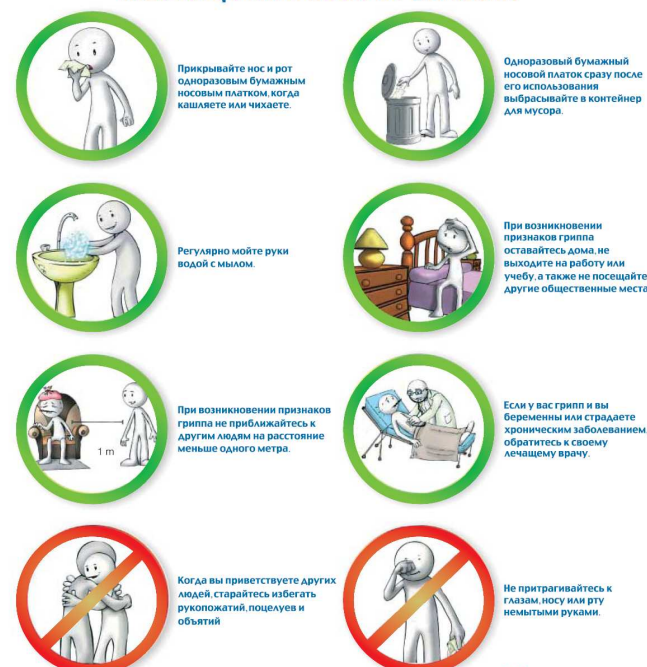 Прикрывайте нос и рот
одноразовым бумажным
носовым платком, когда
кашляете или чихаете.
Одноразовый бумажный
носовой платок сразу после
его использования
выбрасывайте в контейнер
для мусора.
Регулярно мойте руки
водой с мылом.
При возникновении
признаков гриппа
оставайтесь дома, не
выходите на работу или
учебу, а также не посещайте
другие общественные места
1 m
При возникновении признаков
гриппа не приближайтесь к
другим людям на расстояние
меньше одного метра.
Если у вас грипп и вы
беременны или страдаете
хроническим заболеванием,
обратитесь к своему
лечащему врачу.
Когда вы приветствуете других
людей, старайтесь избегать
рукопожатий, поцелуев и
объятий
Не притрагивайтесь к
глазам, носу или рту
немытыми руками.